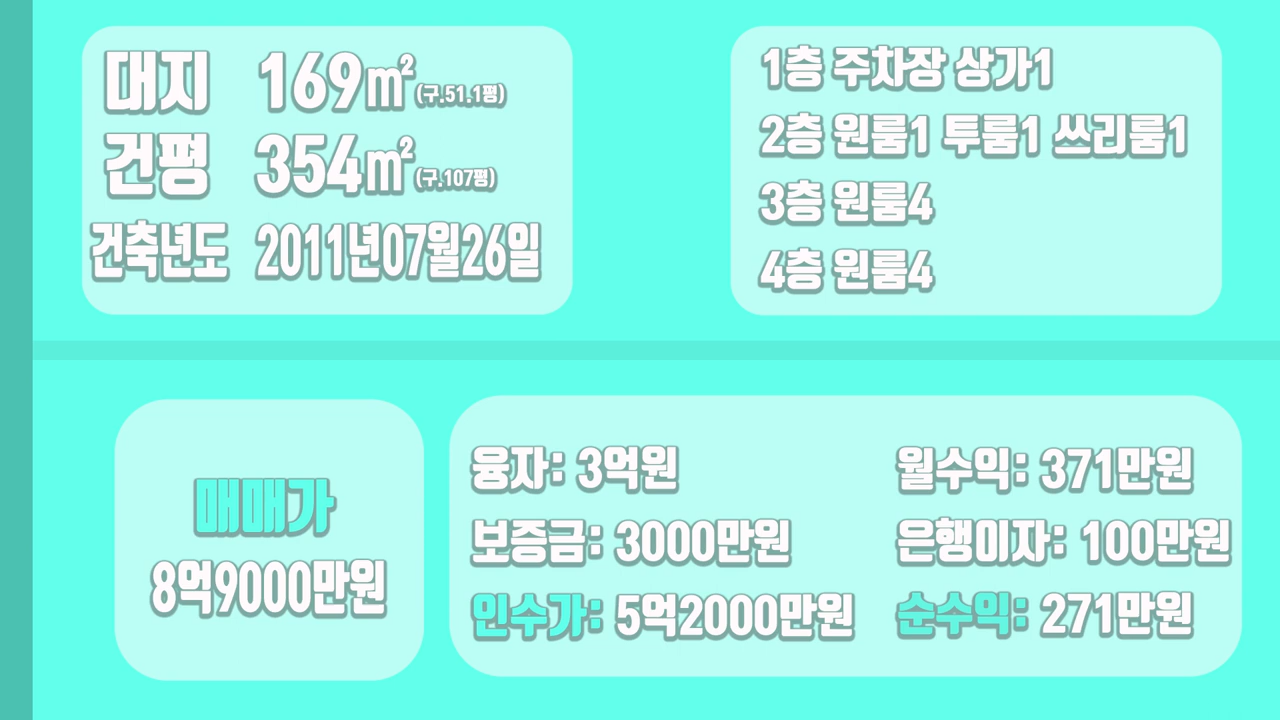 대지 169㎡(구.51.1평)
건평 354㎡(구.107평)
건축년도 2011년07월26일
1층 주차장 상가1
2층 원룸1 투룸1 쓰리룸1
3층 원룸4
4층 원룸4
매매가
8억9000만원
융자: 3억원
보증금: 3000만원
인수가: 5억2000만원
월수익: 371만원
은행이자: 100만원
순수익: 271만원